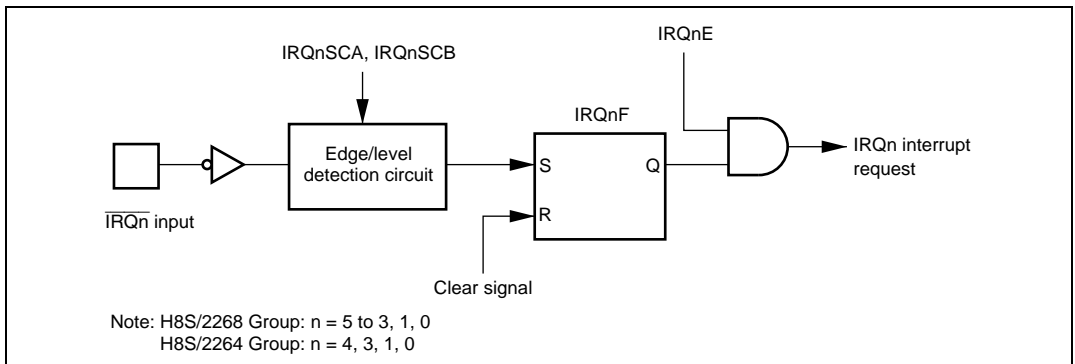 IRQnE
IRQnSCA, IRQnSCB
IRQnF
Edge/level
detection circuit
S
Q
IRQn interrupt
request
R
IRQn input
Clear signal
Note: H8S/2268 Group: n = 5 to 3, 1, 0
H8S/2264 Group: n = 4, 3, 1, 0